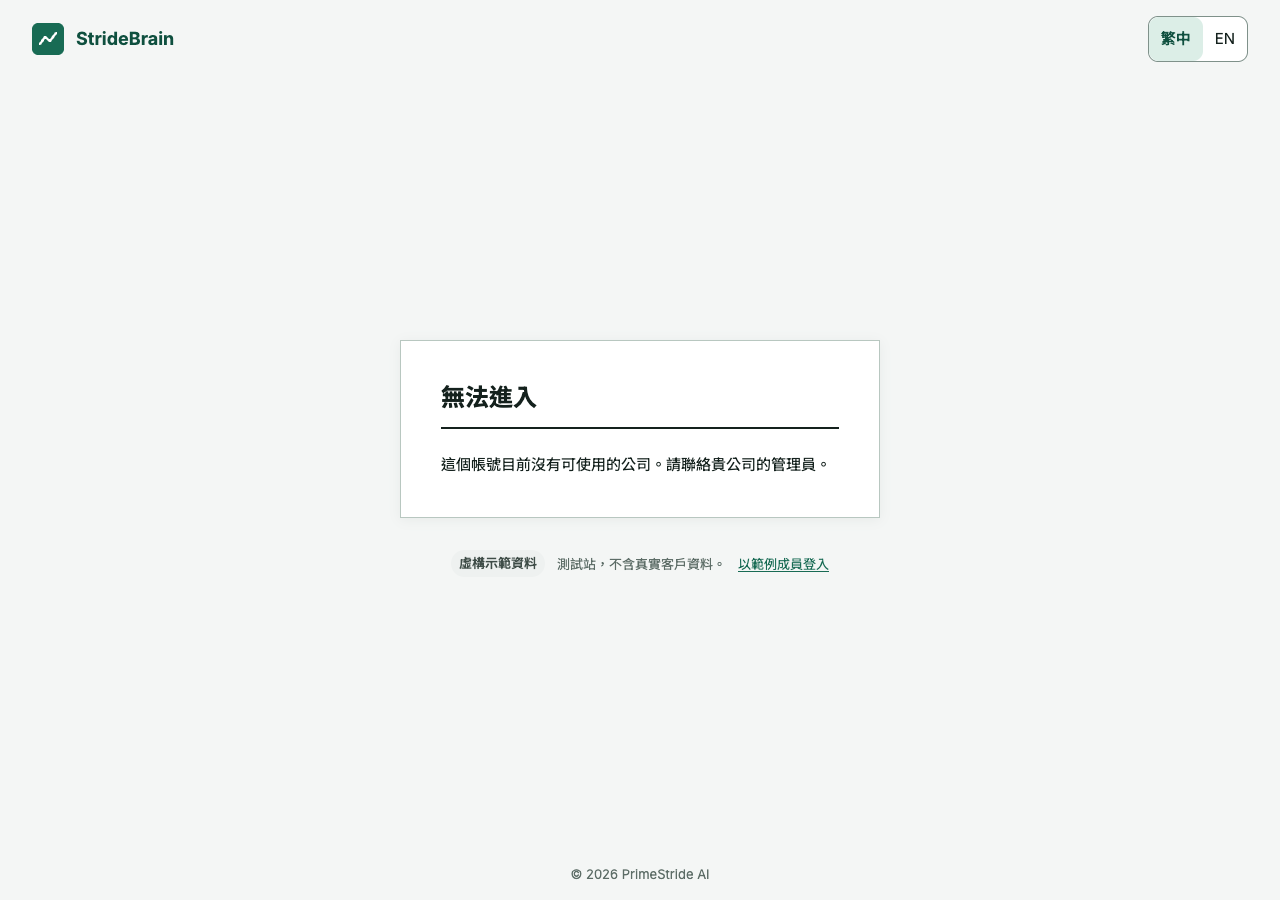 StrideBrain
繁中 EN
無法進入
這個帳號目前沒有可使用的公司。請聯絡貴公司的管理員。
虛構示範資料 測試站，不含真實客戶資料。 以範例成員登入
© 2026 PrimeStride AI